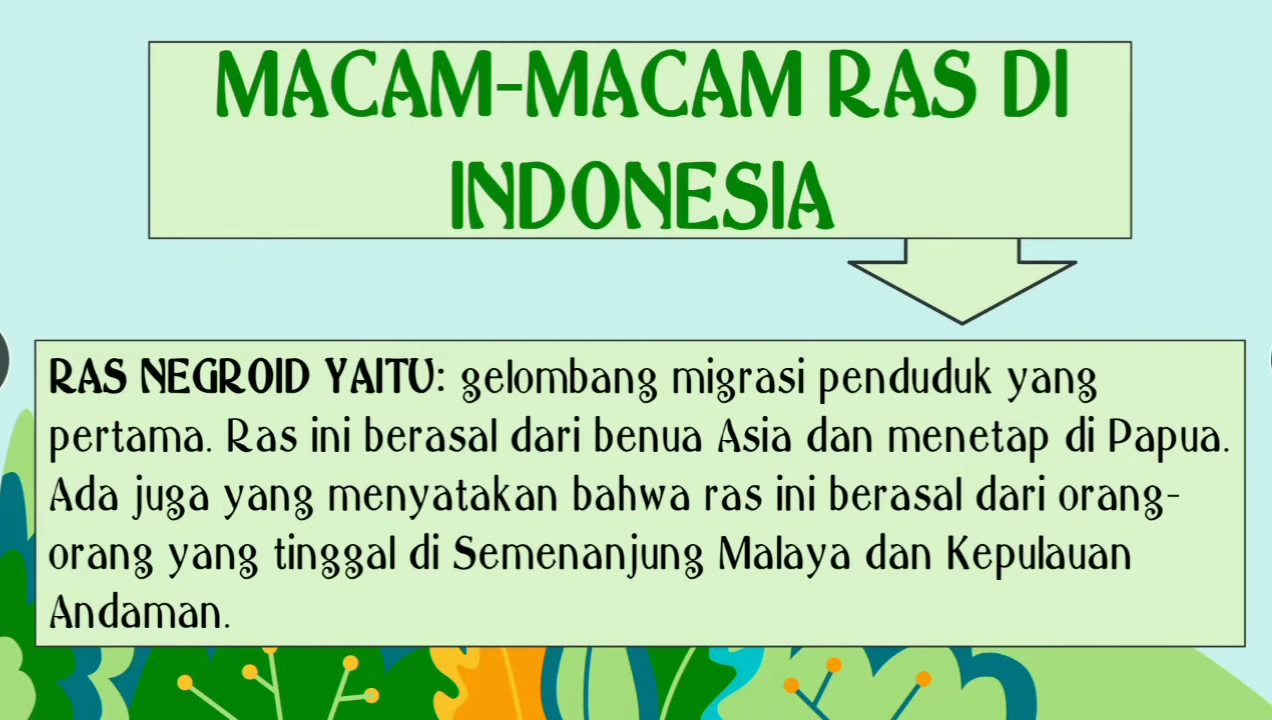 MACAM-MACAM RAS DI
INDONESIA
RAS NEGROID YAITU: gelombang migrasi penduduk yang
pertama. Ras ini berasal dari benua Asia dan menetap di Papua.
Ada juga yang menyatakan bahwa ras ini berasal dari orang-
orang yang tinggal di Semenanjung Malaya dan Kepulauan
Andaman.